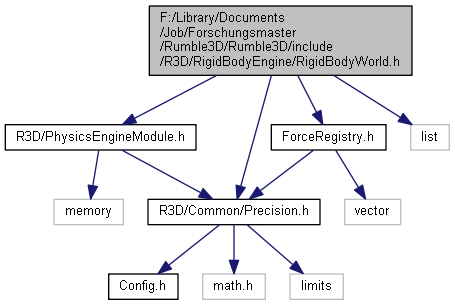 F:/Library/Documents
/Job/Forschungsmaster
/Rumble3D/Rumble3D/include
/R3D/RigidBodyEngine/RigidBodyWorld.h
R3D/PhysicsEngineModule.h
ForceRegistry.h
list
memory
R3D/Common/Precision.h
vector
Config.h
math.h
limits